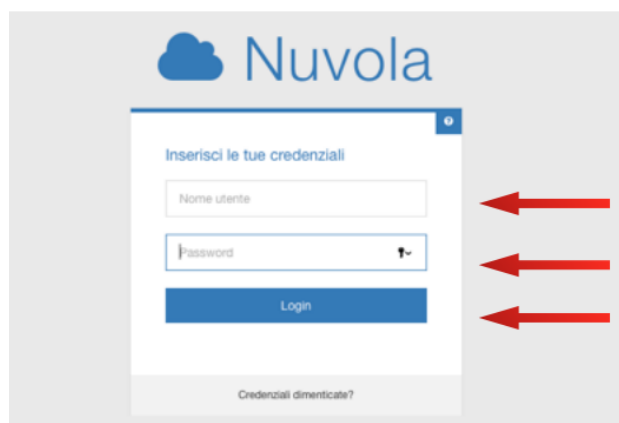 Nuvola
Inserisci le tue credenziali
Nome utente
Password
Login
Credenziali dimenticate?